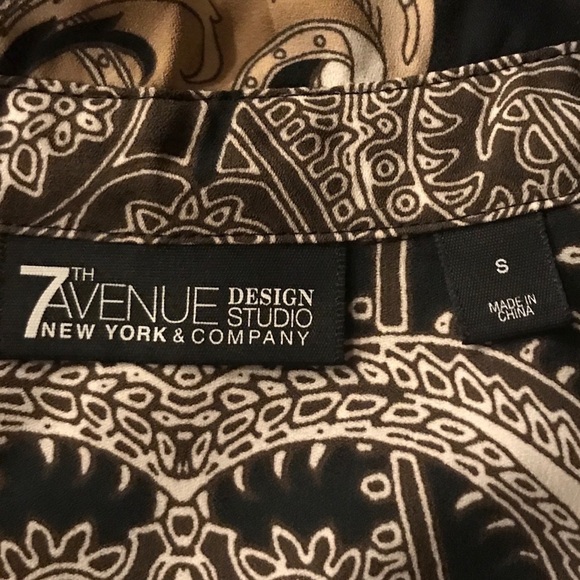 7TH AVENUE DESIGN STUDIO
NEW YORK & COMPANY
S
MADE IN
CHINA